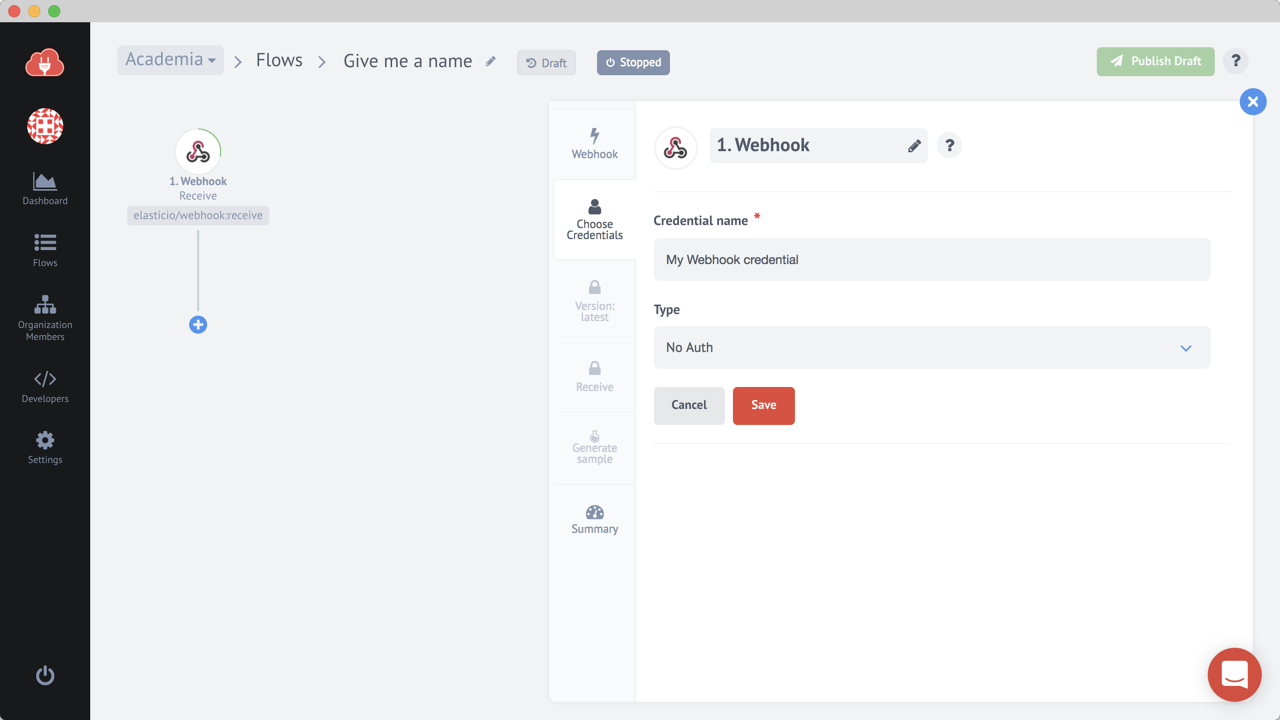 Academia
Flows
Give me a name
Draft
Stopped
Publish Draft
?
Dashboard
Flows
Organization
Members
Developers
Settings
1. Webhook
Receive
elasticio/webhook:receive
Webhook
Choose
Credentials
Version:
latest
Receive
Generate
sample
Summary
1. Webhook
?
Credential name *
My Webhook credential
Type
No Auth
Cancel
Save